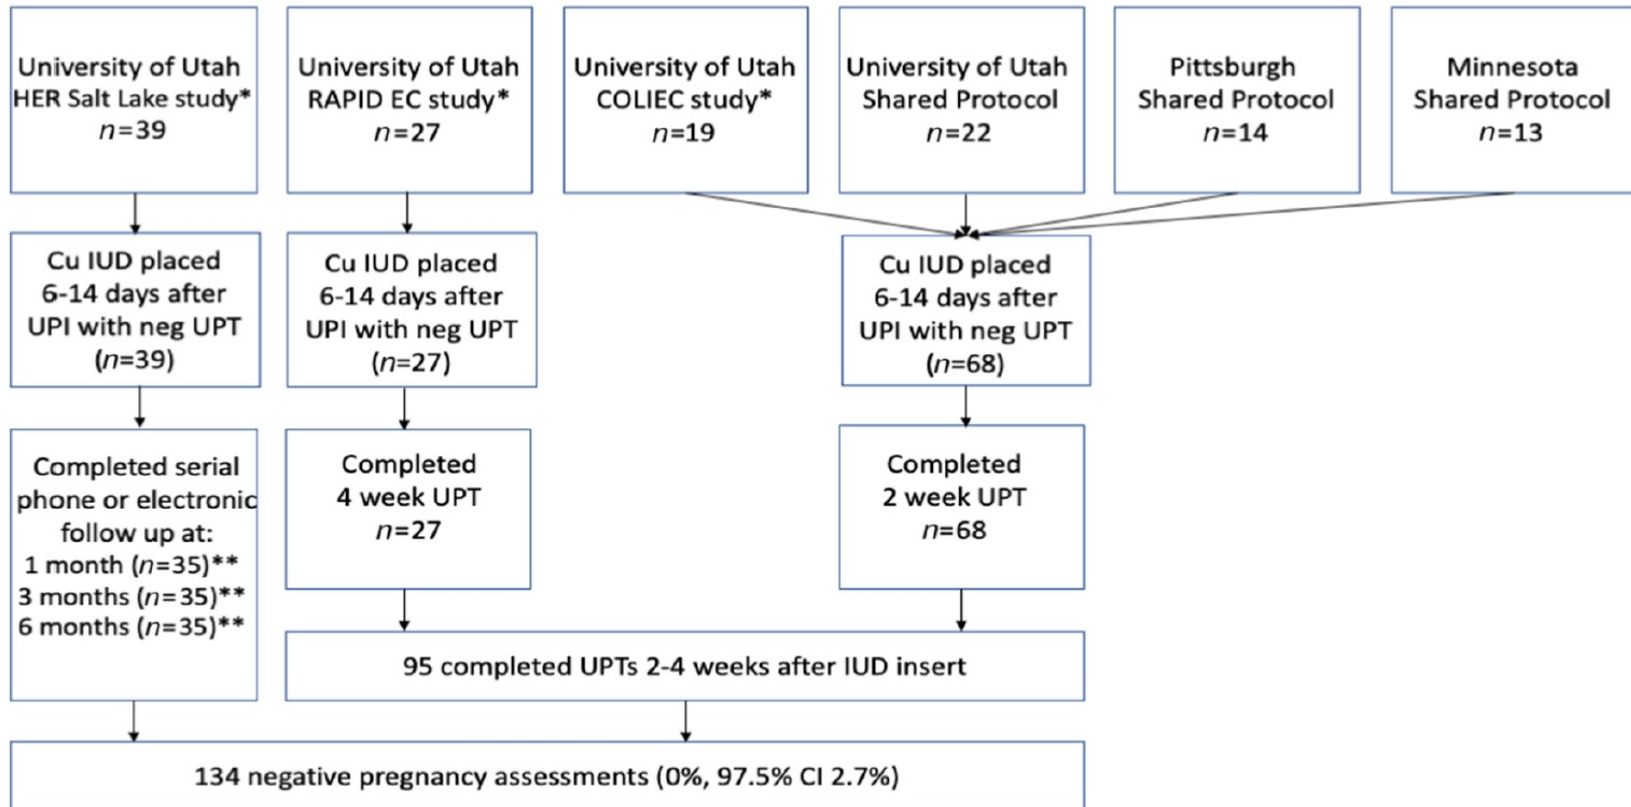 University of Utah
HER Salt Lake study*
n=39
University of Utah
RAPID EC study*
n=27
University of Utah
COLIEC study*
n=19
University of Utah
Shared Protocol
n=22
Pittsburgh
Shared Protocol
n=14
Minnesota
Shared Protocol
n=13
Cu IUD placed
6-14 days after
UPI with neg UPT
(n=39)
Cu IUD placed
6-14 days after
UPI with neg UPT
(n=27)
Cu IUD placed
6-14 days after
UPI with neg UPT
(n=68)
Completed serial
phone or electronic
follow up at:
1 month (n=35)**
3 months (n=35)**
6 months (n=35)**
Completed
4 week UPT
n=27
Completed
2 week UPT
n=68
95 completed UPTs 2-4 weeks after IUD insert
134 negative pregnancy assessments (0%, 97.5% CI 2.7%)